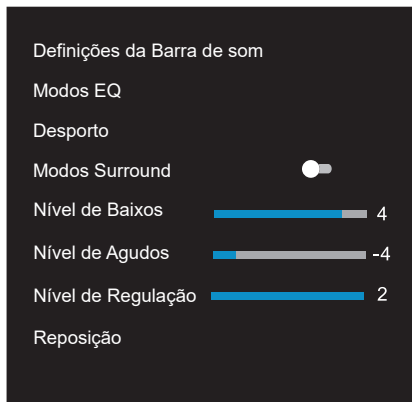 Definições da Barra de som
Modos EQ
Desporto
Modos Surround
Nível de Baixos 4
Nível de Agudos -4
Nível de Regulação 2
Reposição